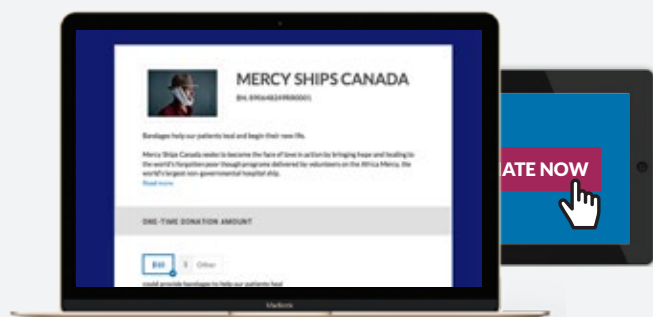 MERCY SHIPS CANADA
Bandages help our patients heal and begin their new life.
Mercy Ships Canada seeks to become the face of love in action by bringing hope and healing to
the world's forgotten poor though programs delivered by volunteers on the Africa Mercy, the
world's largest non-governmental hospital ship.
Read more
ONE-TIME DONATION AMOUNT
$ Other
could provide bandages to help our patients heal
MacBook
ATE NOW